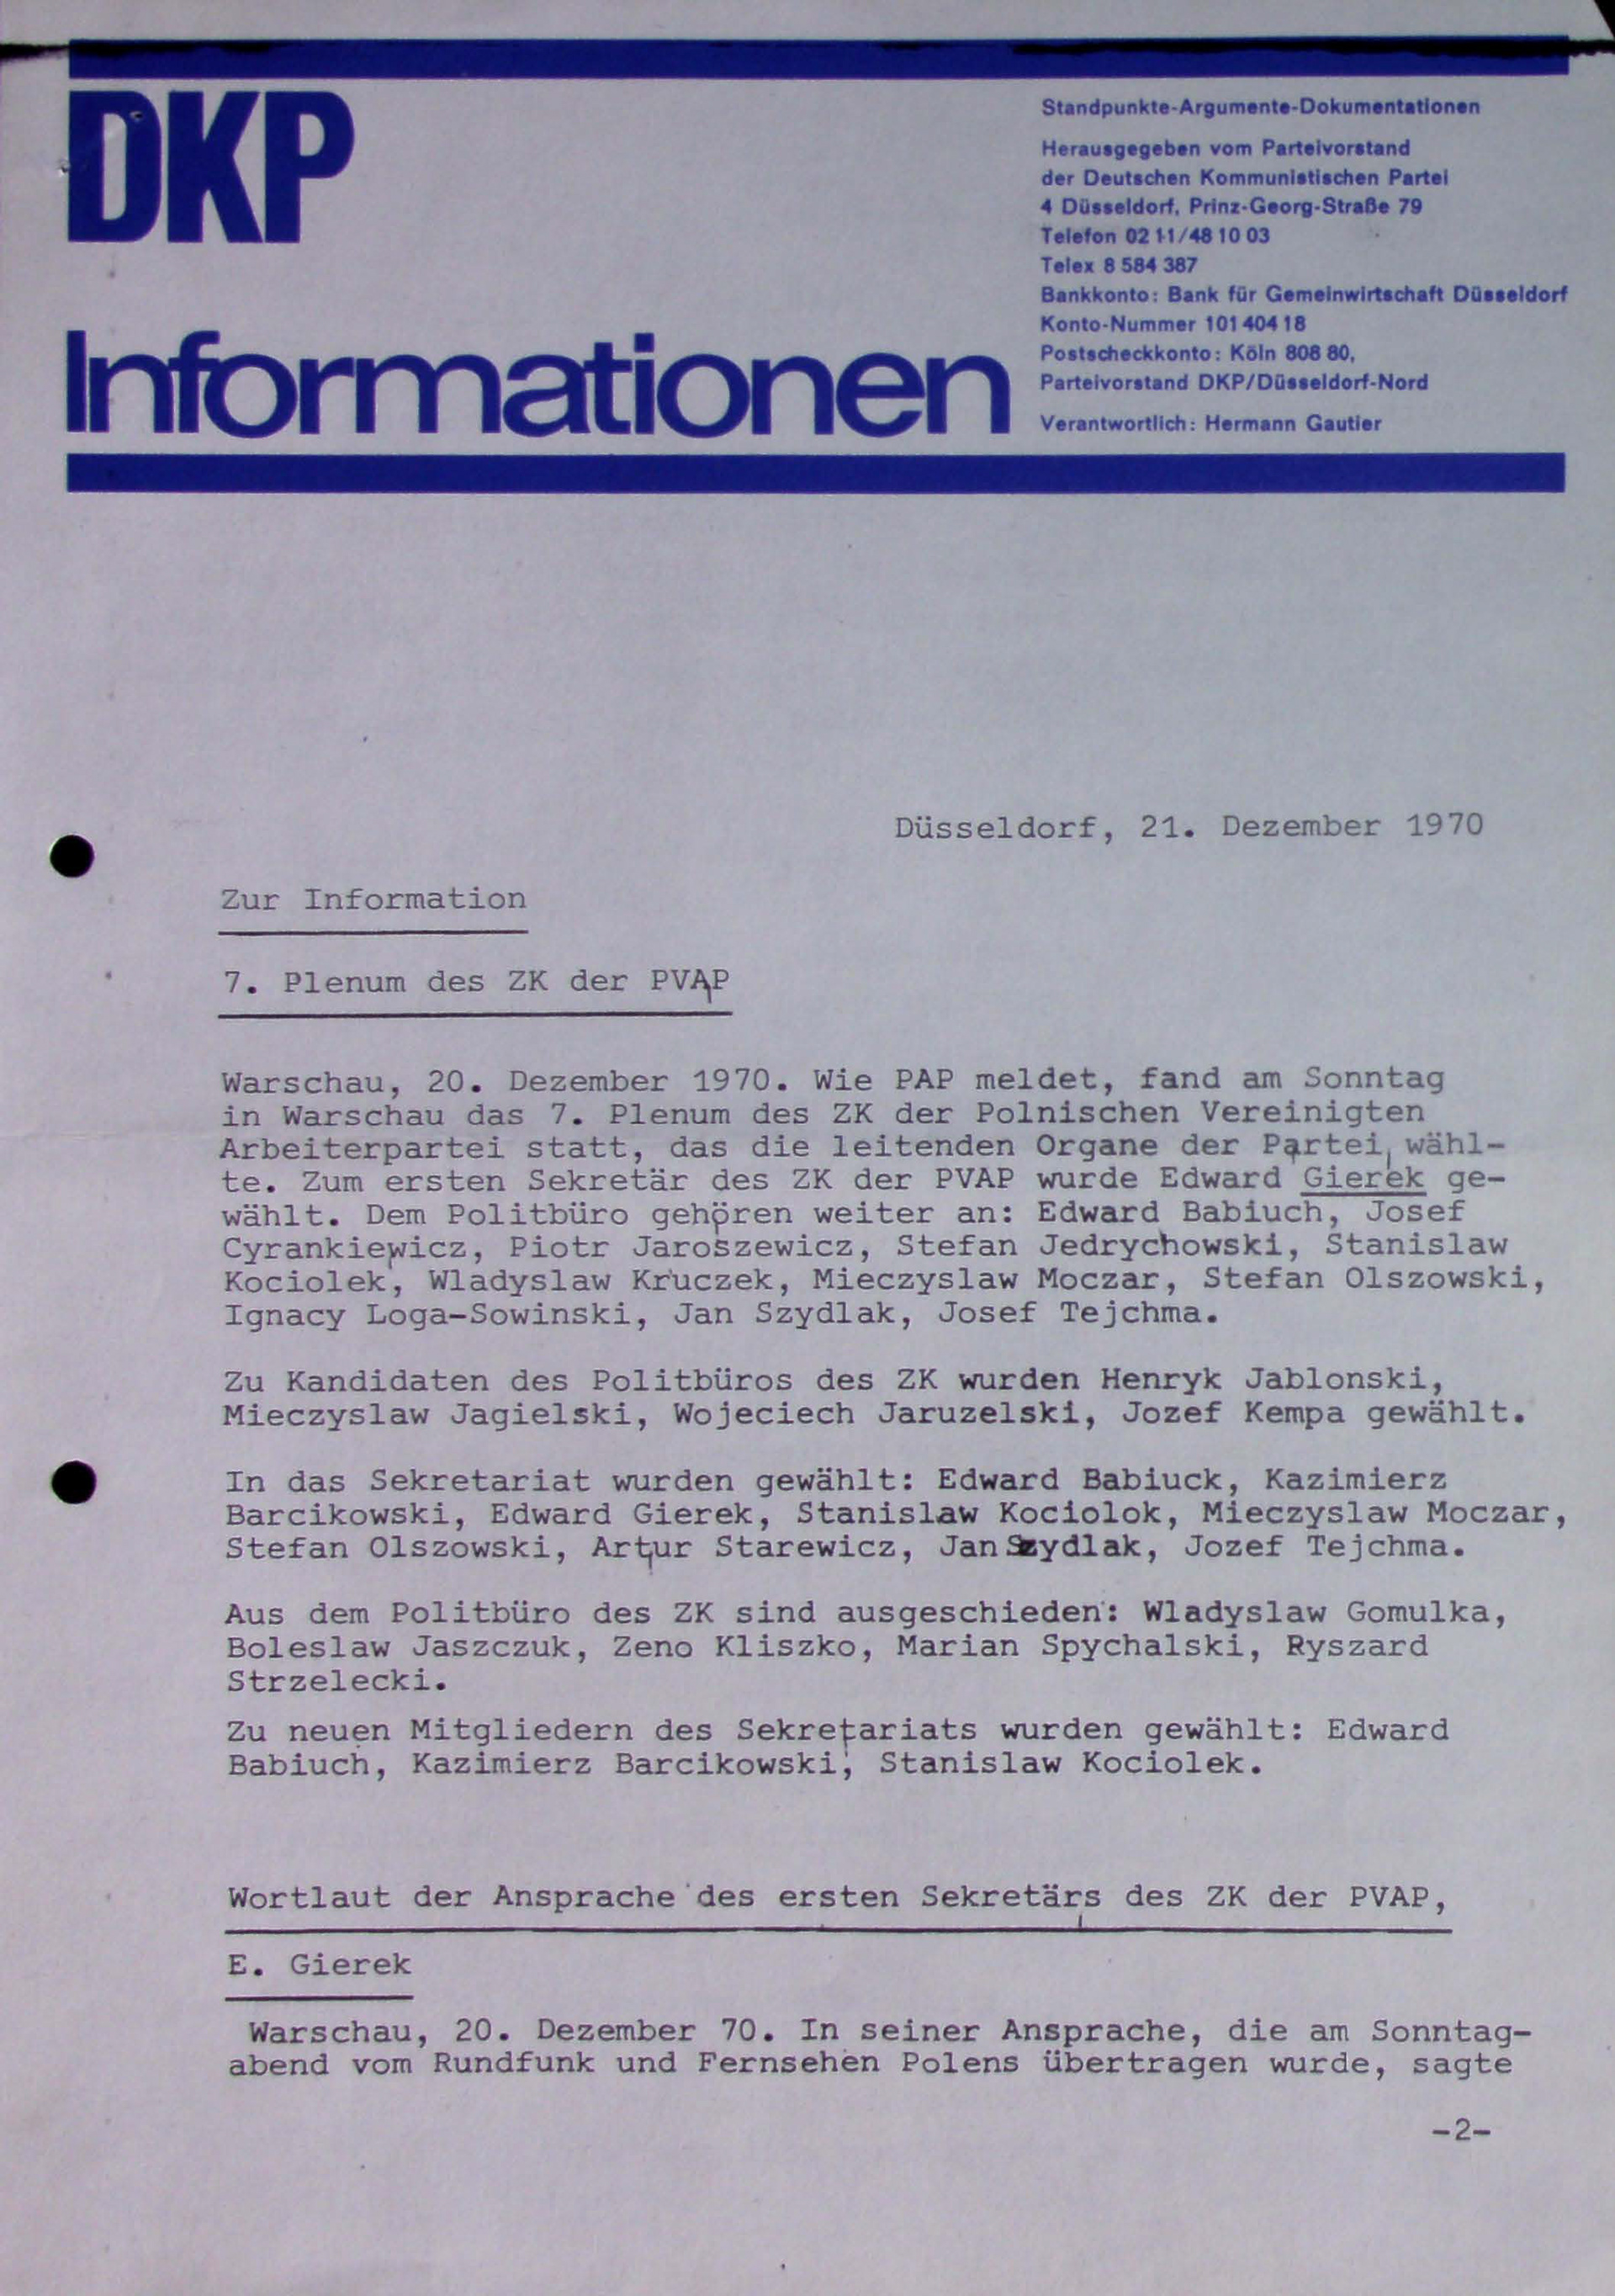 DKP
Informationen
Standpunkte-Argumente-Dokumentationen
Herausgegeben vom Parteivorstand
der Deutschen Kommunistischen Partei
4 Düsseldorf, Prinz-Georg-Straße 79
Telefon 02 11/48 10 03
Telex 8 584 387
Bankkonto: Bank für Gemeinwirtschaft Düsseldorf
Konto-Nummer 101 404 18
Postscheckkonto: Köln 808 80,
Parteivorstand DKP/Düsseldorf-Nord
Verantwortlich: Hermann Gautier
Düsseldorf, 21. Dezember 1970
Zur Information
7. Plenum des ZK der PVAP
Warschau, 20. Dezember 1970. Wie PAP meldet, fand am Sonntag
in Warschau das 7. Plenum des ZK der Polnischen Vereinigten
Arbeiterpartei statt, das die leitenden Organe der Partei wähl-
te. Zum ersten Sekretär des ZK der PVAP wurde Edward Gierek ge-
wählt. Dem Politbüro gehören weiter an: Edward Babiuch, Josef
Cyrankiewicz, Piotr Jaroszewicz, Stefan Jedrychowski, Stanislaw
Kociolek, Wladyslaw Kruczek, Mieczyslaw Moczar, Stefan Olszowski,
Ignacy Loga-Sowinski, Jan Szydlak, Josef Tejchma.
Zu Kandidaten des Politbüros des ZK wurden Henryk Jablonski,
Mieczyslaw Jagielski, Wojeciech Jaruzelski, Jozef Kempa gewählt.
In das Sekretariat wurden gewählt: Edward Babiuck, Kazimierz
Barcikowski, Edward Gierek, Stanislaw Kociolok, Mieczyslaw Moczar,
Stefan Olszowski, Artur Starewicz, Jan Szydlak, Jozef Tejchma.
Aus dem Politbüro des ZK sind ausgeschieden: Wladyslaw Gomulka,
Boleslaw Jaszczuk, Zeno Kliszko, Marian Spychalski, Ryszard
Strzelecki.
Zu neuen Mitgliedern des Sekretariats wurden gewählt: Edward
Babiuch, Kazimierz Barcikowski, Stanislaw Kociolek.
Wortlaut der Ansprache des ersten Sekretärs des ZK der PVAP,
E. Gierek
Warschau, 20. Dezember 70. In seiner Ansprache, die am Sonntag-
abend vom Rundfunk und Fernsehen Polens übertragen wurde, sagte
-2-